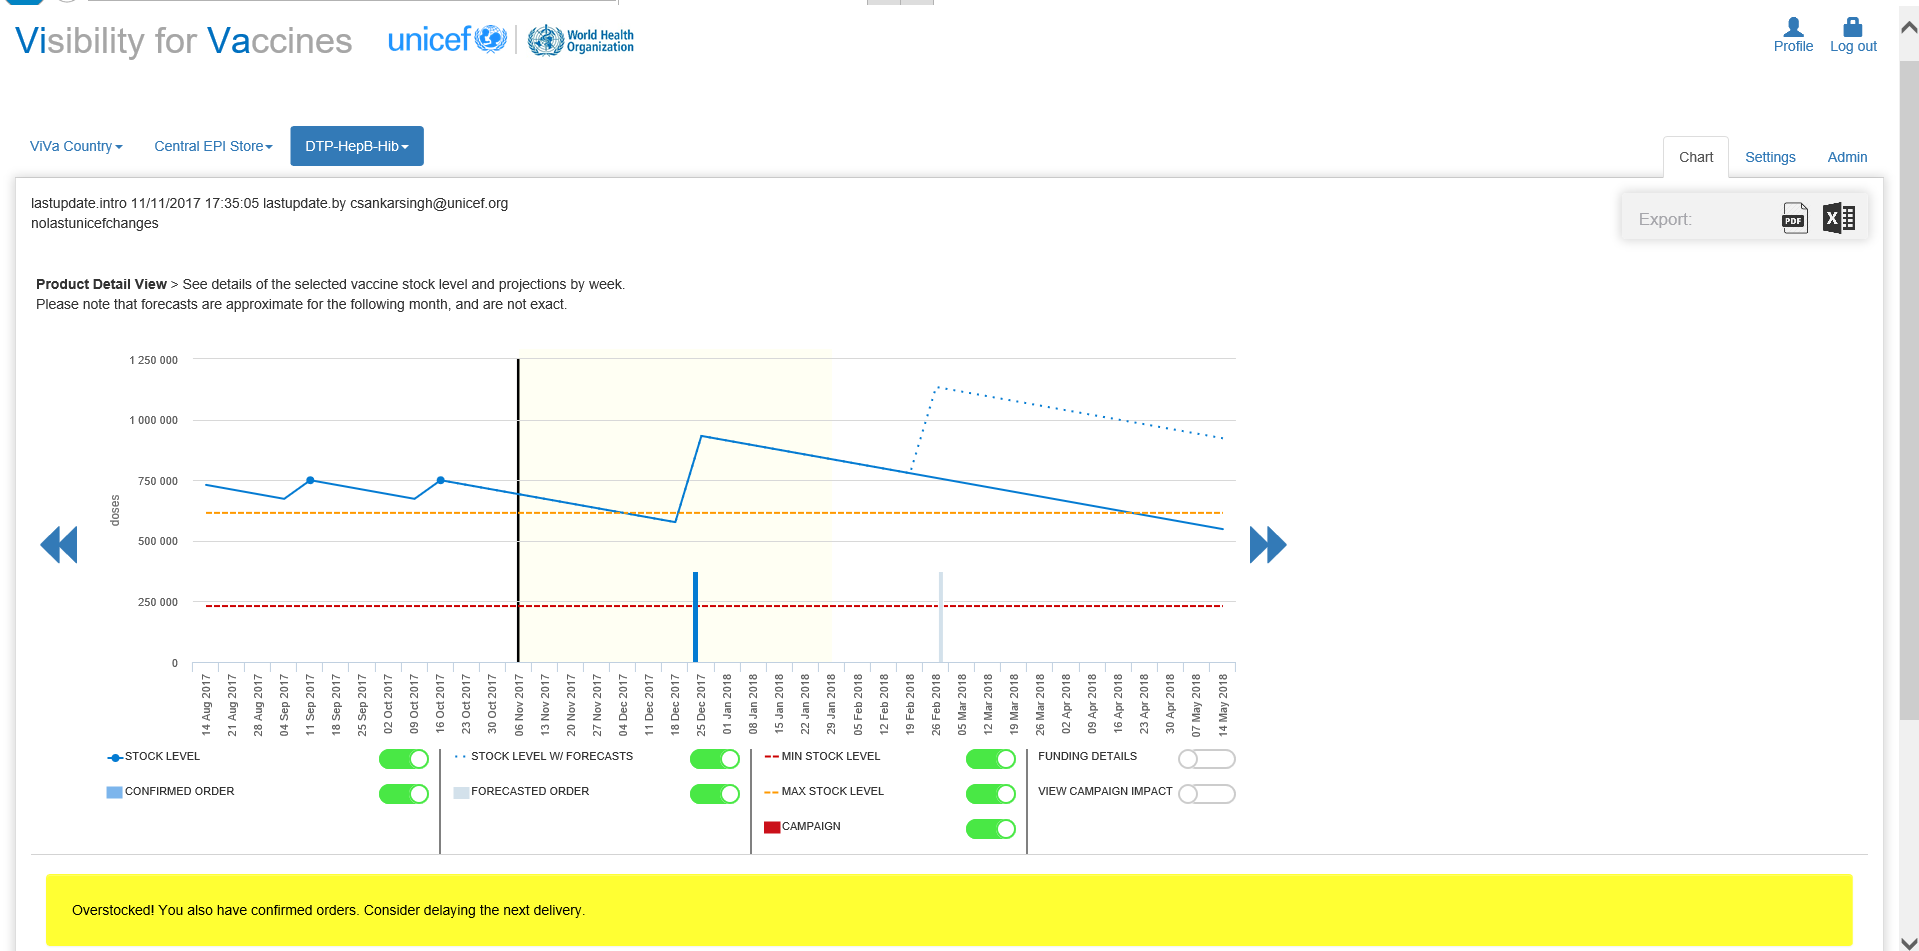 Visibility for Vaccines
unicef
World Health
Organization
Profile
Log out
ViVa Country
Central EPI Store
DTP-HepB-Hib
Chart
Settings
Admin
lastupdate.intro 11/11/2017 17:35:05 lastupdate.by csankarsingh@unicef.org
nolastunicefchanges
Export:
PDF
X
Product Detail View > See details of the selected vaccine stock level and projections by week.
Please note that forecasts are approximate for the following month, and are not exact.
doses
1 250 000
1 000 000
750 000
500 000
250 000
0
14 Aug 2017
21 Aug 2017
28 Aug 2017
04 Sep 2017
11 Sep 2017
18 Sep 2017
25 Sep 2017
02 Oct 2017
09 Oct 2017
16 Oct 2017
23 Oct 2017
30 Oct 2017
06 Nov 2017
13 Nov 2017
20 Nov 2017
27 Nov 2017
04 Dec 2017
11 Dec 2017
18 Dec 2017
25 Dec 2017
01 Jan 2018
08 Jan 2018
15 Jan 2018
22 Jan 2018
29 Jan 2018
05 Feb 2018
12 Feb 2018
19 Feb 2018
26 Feb 2018
05 Mar 2018
12 Mar 2018
19 Mar 2018
26 Mar 2018
02 Apr 2018
09 Apr 2018
16 Apr 2018
23 Apr 2018
30 Apr 2018
07 May 2018
14 May 2018
STOCK LEVEL
CONFIRMED ORDER
STOCK LEVEL W/ FORECASTS
FORECASTED ORDER
MIN STOCK LEVEL
MAX STOCK LEVEL
CAMPAIGN
FUNDING DETAILS
VIEW CAMPAIGN IMPACT
Overstocked! You also have confirmed orders. Consider delaying the next delivery.